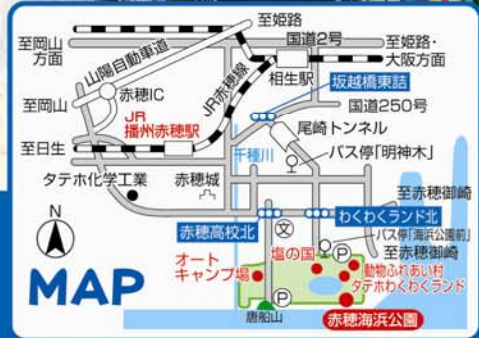 至姫路
国道2号
至岡山
方面
至姫路・
大阪方面
山陽自動車道
相生駅
JR赤穂線
坂越橋東詰
赤穂IC
至岡山
国道250号
JR
播州赤穂駅
尾崎トンネル
千種川
至日生
バス停「明神木」
タテホ化学工業
赤穂城
至赤穂御崎
N
赤穂高校北
文
わくわくランド北
バス停「海浜公園前」
至赤穂御崎
オート
キャンプ場
塩の国
P
動物ふれあい村
タテホわくわくランド
MAP
P
唐船山
赤穂海浜公園